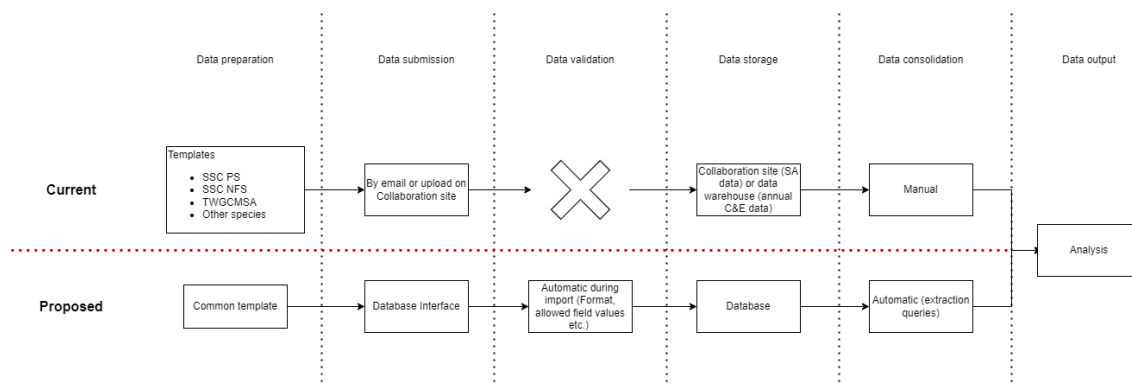 Data preparation
Data submission
Data validation
Data storage
Data consolidation
Data output
Current
Templates
SSC PS
SSC NFS
TWGCMSA
Other species
By email or upload on
Collaboration site
Collaboration site (SA
data) or data
warehouse (annual
C&E data)
Manual
Analysis
Proposed
Common template
Database Interface
Automatic during
import (Format,
allowed field values
etc.)
Database
Automatic (extraction
queries)